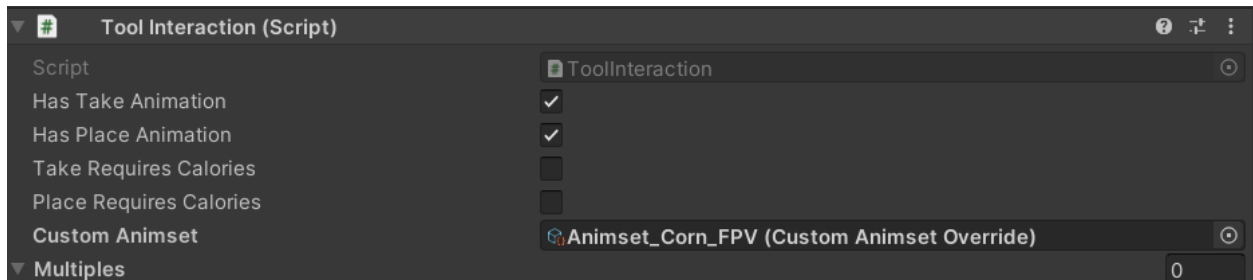 Tool Interaction (Script)
Script ToolInteraction
Has Take Animation
Has Place Animation
Take Requires Calories
Place Requires Calories
Custom Animset Animset_Corn_FPV (Custom Animset Override)
Multiples 0